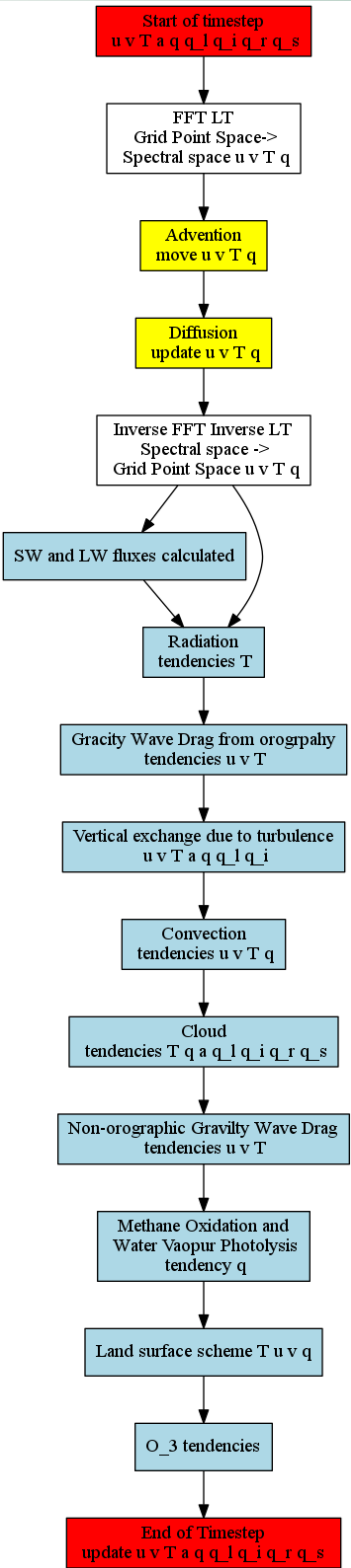 Start of timestep
u v T a q q_l q_i q_r q_s
FFT LT
Grid Point Space->
Spectral space u v T q
Advention
move u v T q
Diffusion
update u v T q
Inverse FFT Inverse LT
Spectral space ->
Grid Point Space u v T q
SW and LW fluxes calculated
Radiation
tendencies T
Gracity Wave Drag from orogrpahy
tendencies u v T
Vertical exchange due to turbulence
u v T a q q_l q_i
Convection
tendencies u v T q
Cloud
tendencies T q a q_l q_i q_r q_s
Non-orographic Gravilty Wave Drag
tendencies u v T
Methane Oxidation and
Water Vaopur Photolysis
tendency q
Land surface scheme T u v q
O_3 tendencies
End of Timestep
update u v T a q q_l q_i q_r q_s